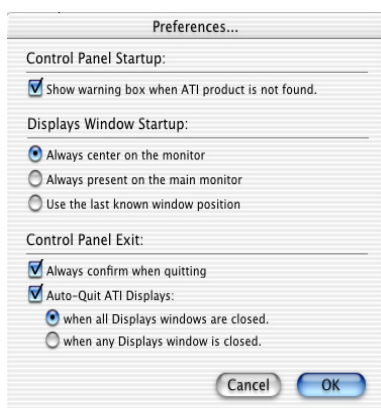 Preferences...
Control Panel Startup:
Show warning box when ATI product is not found.
Displays Window Startup:
Always center on the monitor
Always present on the main monitor
Use the last known window position
Control Panel Exit:
Always confirm when quitting
Auto-Quit ATI Displays:
when all Displays windows are closed.
when any Displays window is closed.
Cancel OK